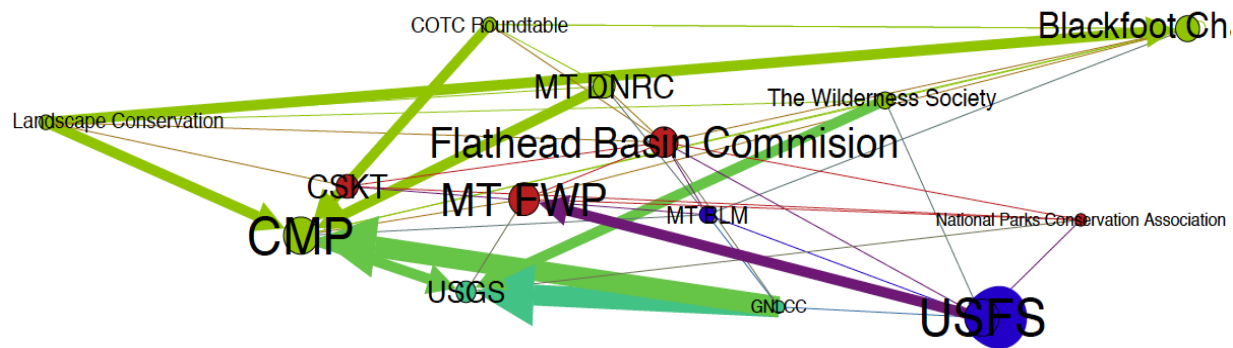 COTC Roundtable
Blackfoot Cha
MT DNRC
The Wilderness Society
Landscape Conservation
Flathead Basin Commision
CSKT
MT FWP
MT BLM
National Parks Conservation Association
CMP
USGS
GNLCC
USFS